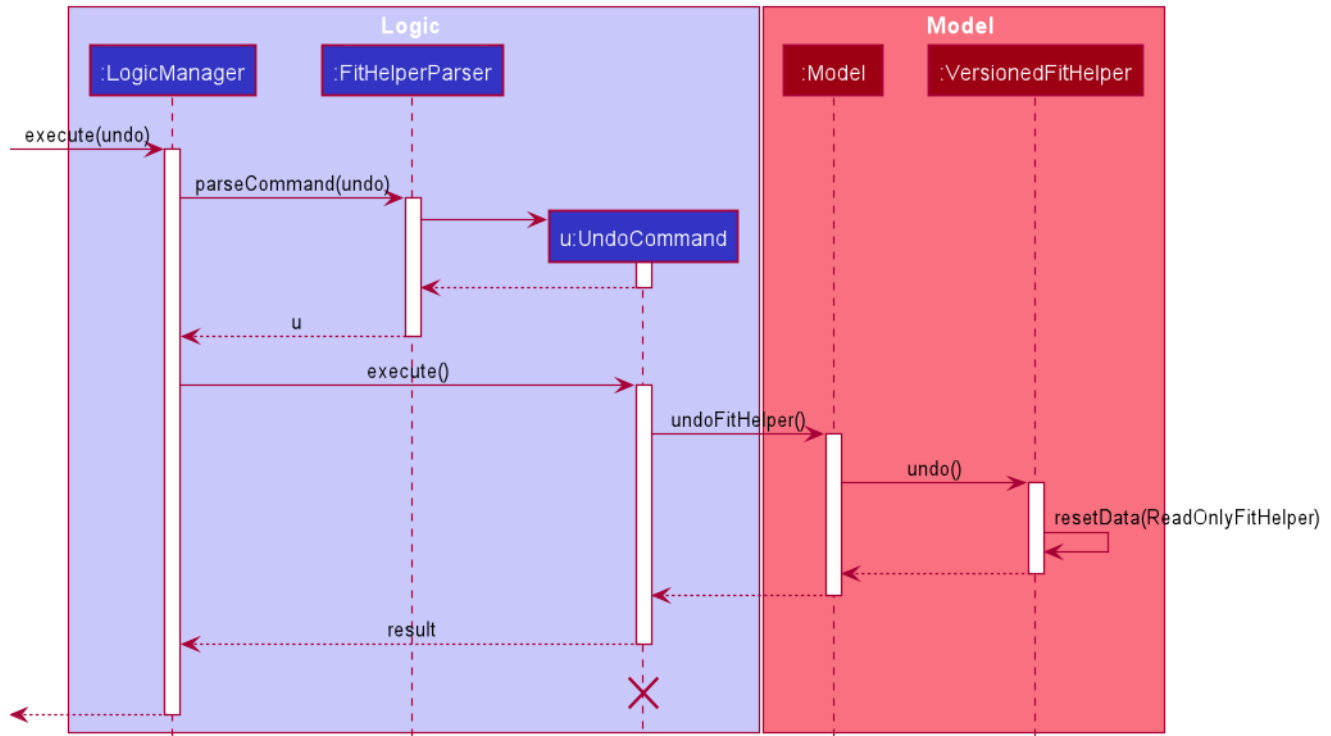 Logic
Model
:LogicManager
:FitHelperParser
:Model
:VersionedFitHelper
execute(undo)
parseCommand(undo)
u:UndoCommand
u
execute()
undoFitHelper()
undo()
resetData(ReadOnlyFitHelper)
result